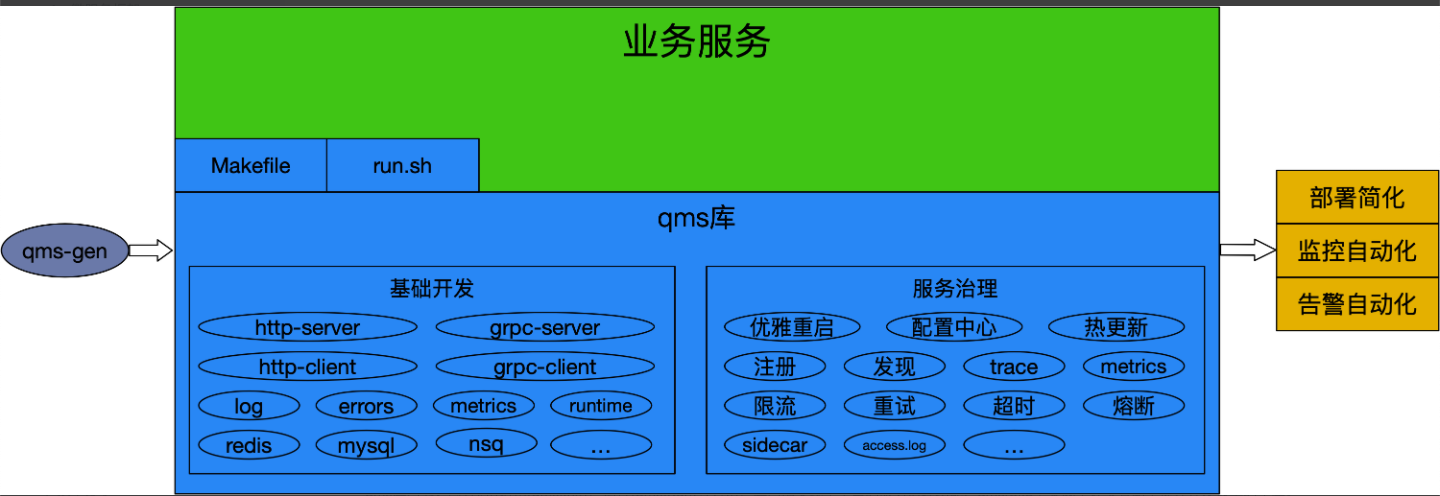 业务服务
Makefile run.sh
qms库
qms-gen
基础开发
http-server grpc-server
http-client grpc-client
log errors metrics runtime
redis mysql nsq ...
服务治理
优雅重启 配置中心 热更新
注册 发现 trace metrics
限流 重试 超时 熔断
sidecar access.log ...
部署简化
监控自动化
告警自动化